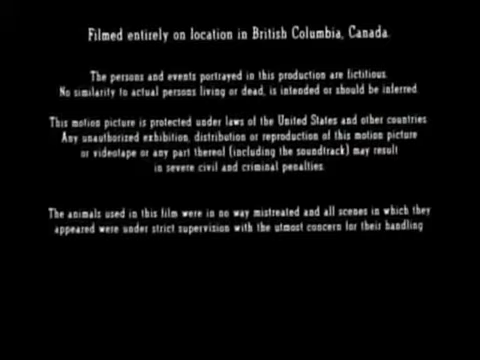 Filmed entirely on location in British Columbia, Canada.
The persons and events portrayed in this production are fictitious.
No similarity to actual persons living or dead, is intended or should be inferred.
This motion picture is protected under laws of the United States and other countries
Any unauthorized exhibition, distribution or reproduction of this motion picture
or videotape or any part thereof (including the soundtrack) may result
in severe civil and criminal penalties.
The animals used in this film were in no way mistreated and all scenes in which they
appeared were under strict supervision with the utmost concern for their handling